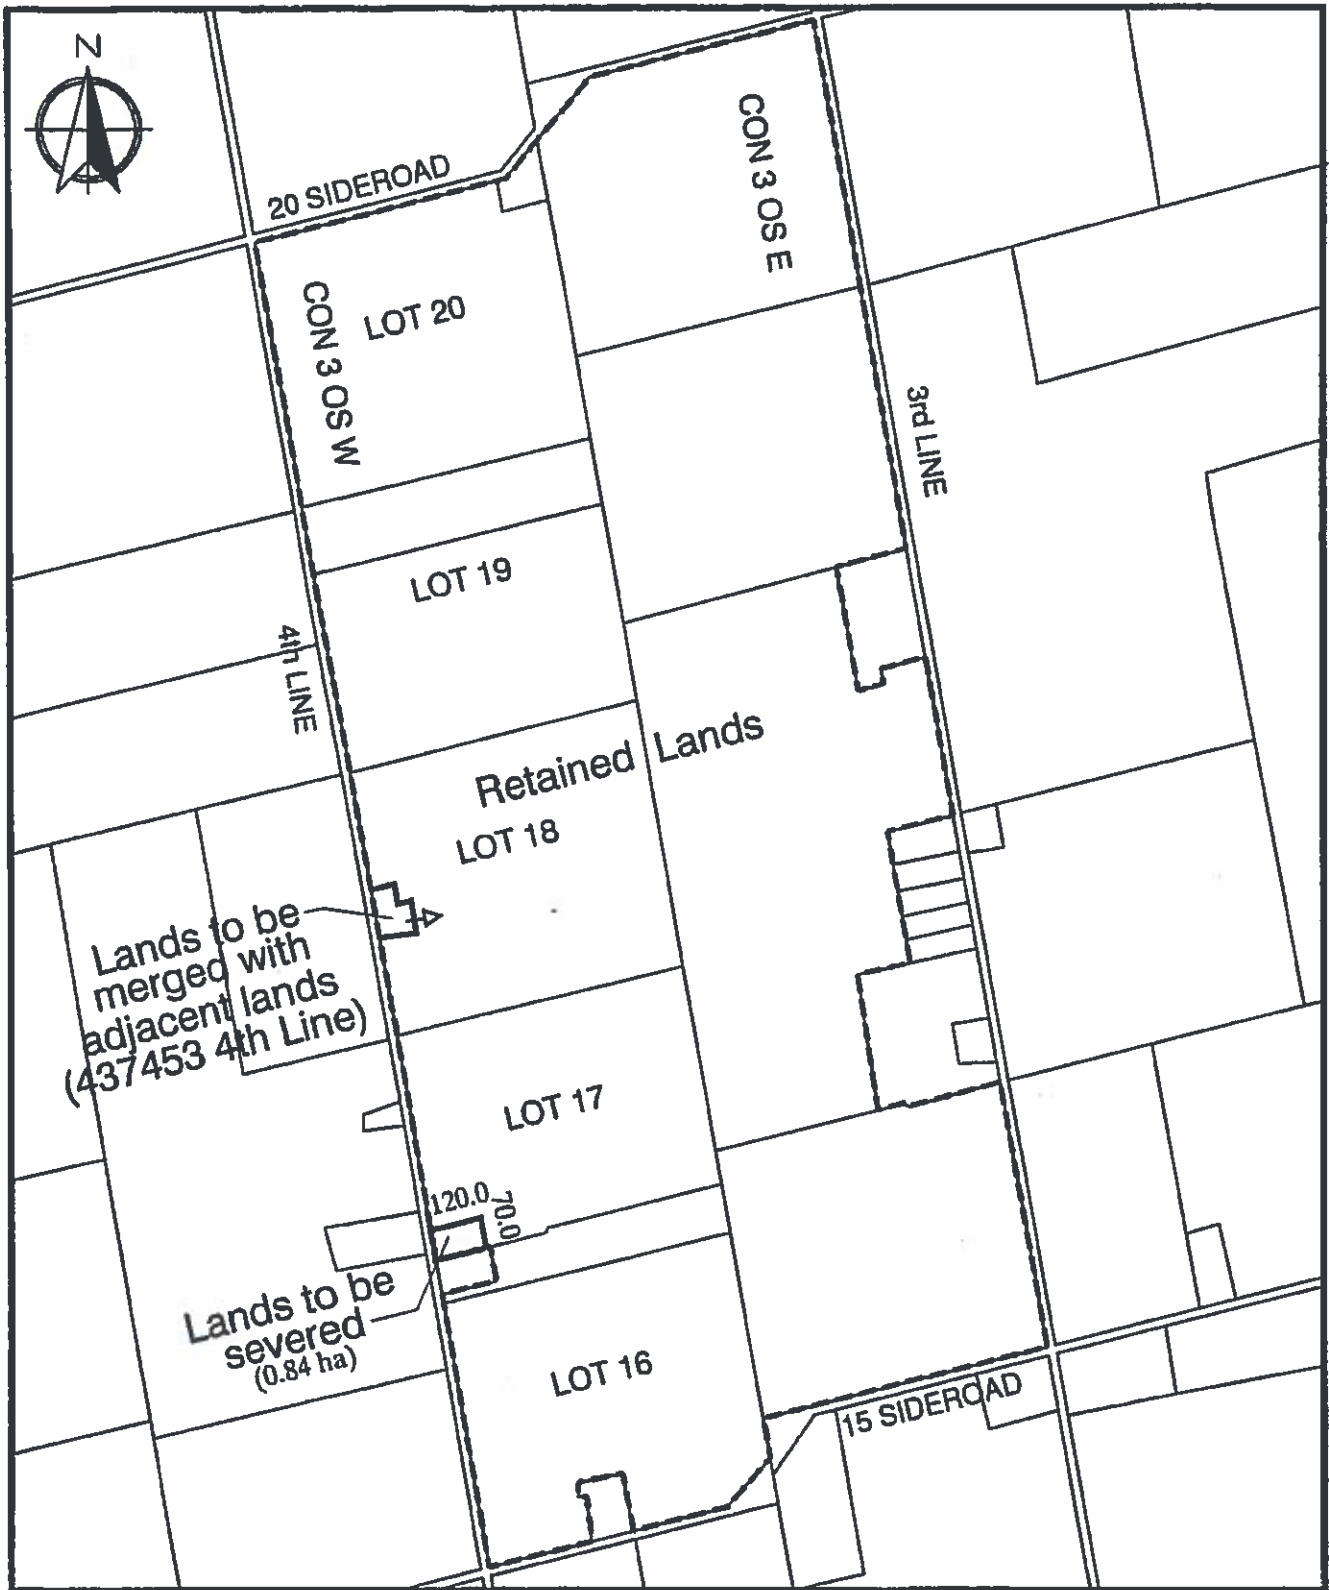 N
20 SIDEROAD
CON 3 OS E
CON 3 OS W
LOT 20
3rd LINE
LOT 19
4th LINE
Retained Lands
LOT 18
Lands to be
merged with
adjacent lands
(437453 4th Line)
LOT 17
120.0
70.0
Lands to be
severed
(0.84 ha)
LOT 16
15 SIDEROAD